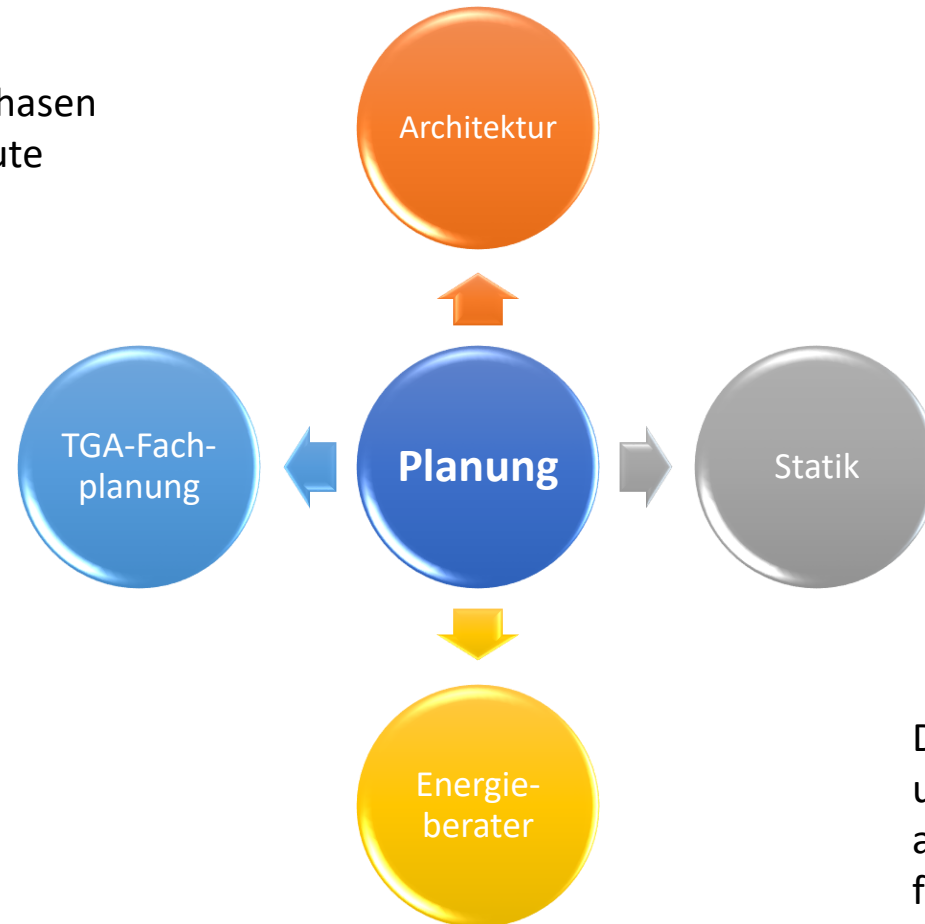 hasen
ute
Architektur
TGA-Fach-
planung
Planung
Statik
Energie-
berater